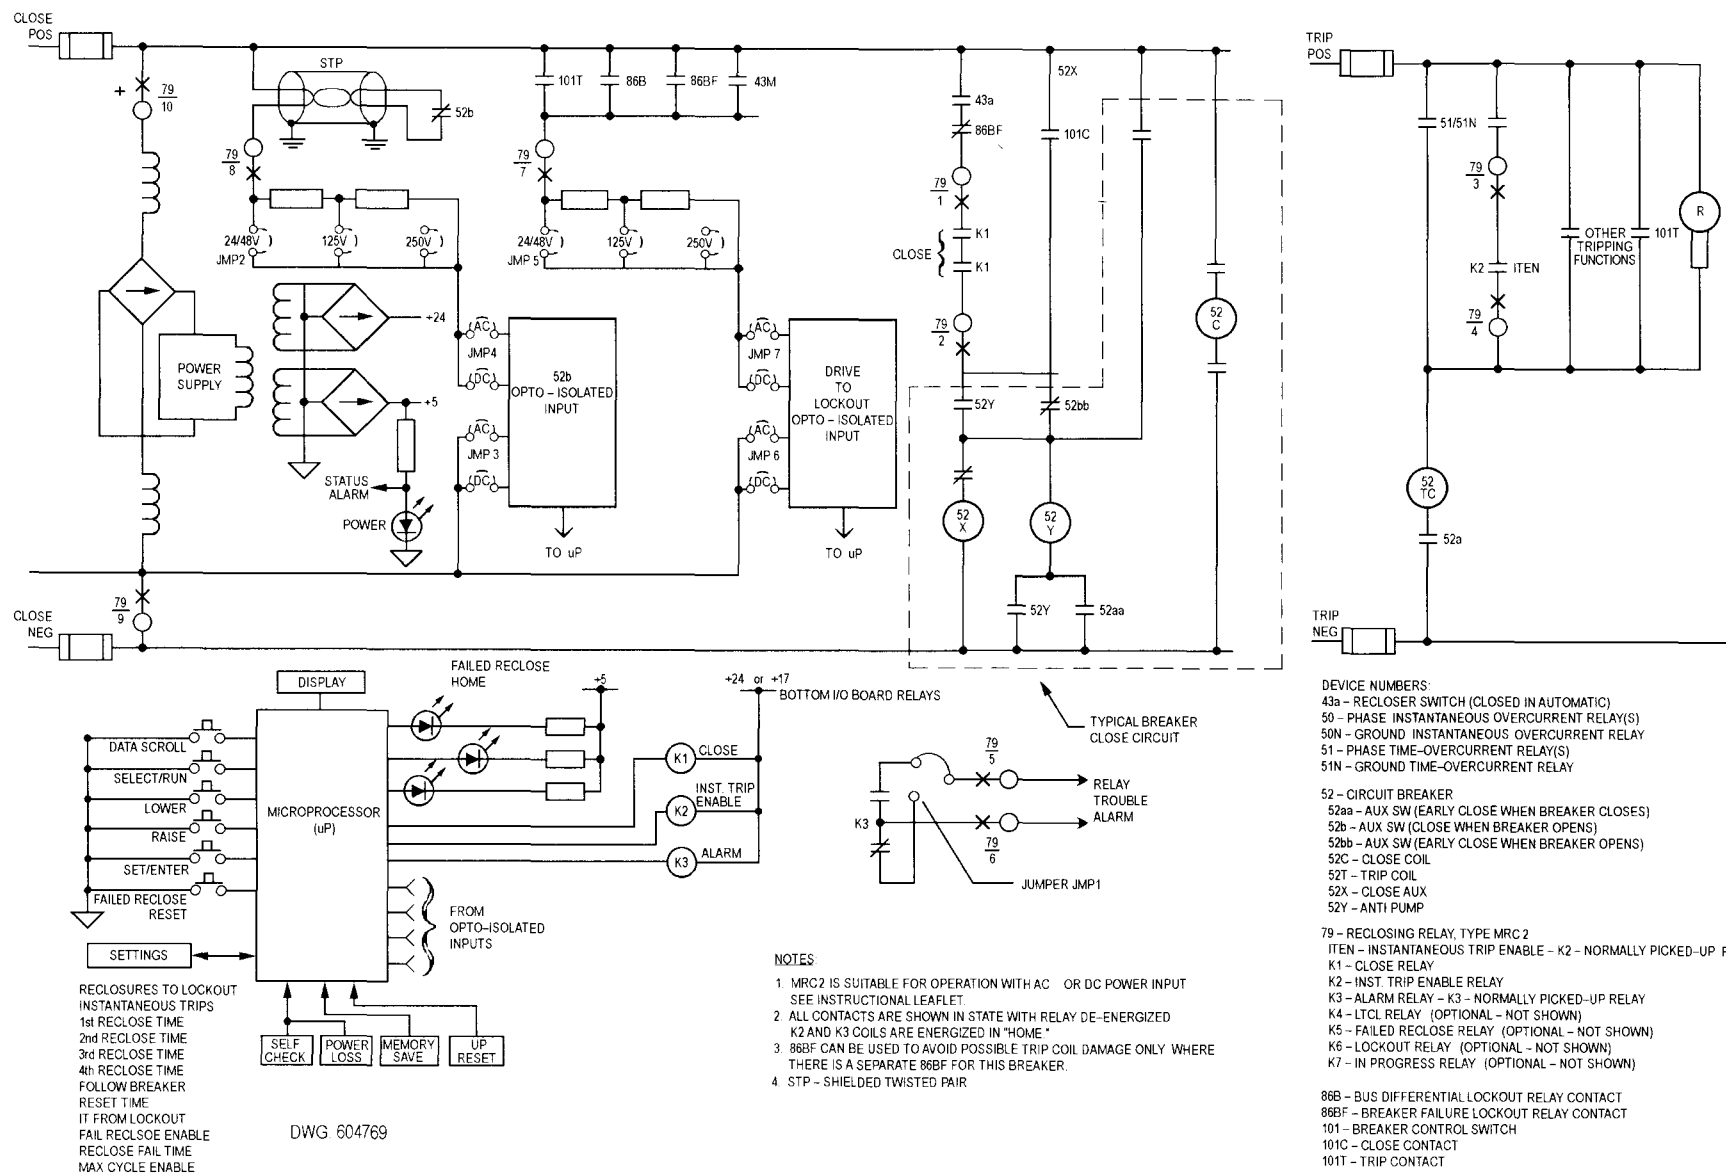 CLOSE
POS
+
79
10
STP
52b
79
8
24/48V )
125V )
250V )
JMP2
101T
86B
86BF
43M
79
7
24/48V )
125V )
250V )
JMP 5
52X
43a
86BF
101C
79
1
CLOSE
K1
K1
79
2
52Y
52bb
52
C
52
X
52
Y
52Y
52aa
POWER
SUPPLY
+24
+5
STATUS
ALARM
POWER
(AC)
JMP4
(DC)
(AC)
JMP 3
(DC)
52b
OPTO – ISOLATED
INPUT
TO uP
(AC)
JMP 7
(DC)
(AC)
JMP 6
(DC)
DRIVE
TO
LOCKOUT
OPTO – ISOLATED
INPUT
TO uP
79
9
CLOSE
NEG
TRIP
POS
51/51N
79
3
K2
ITEN
79
4
OTHER
TRIPPING
FUNCTIONS
101T
R
52
TC
52a
TRIP
NEG
TYPICAL BREAKER
CLOSE CIRCUIT
DISPLAY
FAILED RECLOSE
HOME
+5
+24 or +17
BOTTOM I/O BOARD RELAYS
DATA SCROLL
SELECT/RUN
LOWER
RAISE
SET/ENTER
FAILED RECLOSE
RESET
MICROPROCESSOR
(uP)
K1
CLOSE
INST. TRIP
ENABLE
K2
K3
ALARM
FROM
OPTO-ISOLATED
INPUTS
SETTINGS
RECLOSURES TO LOCKOUT
INSTANTANEOUS TRIPS
1st RECLOSE TIME
2nd RECLOSE TIME
3rd RECLOSE TIME
4th RECLOSE TIME
FOLLOW BREAKER
RESET TIME
IT FROM LOCKOUT
FAIL RECLSOE ENABLE
RECLOSE FAIL TIME
MAX CYCLE ENABLE
SELF
CHECK
POWER
LOSS
MEMORY
SAVE
UP
RESET
DWG. 604769
K3
79
5
79
6
RELAY
TROUBLE
ALARM
JUMPER JMP1
NOTES:
1. MRC2 IS SUITABLE FOR OPERATION WITH AC OR DC POWER INPUT
SEE INSTRUCTIONAL LEAFLET.
2. ALL CONTACTS ARE SHOWN IN STATE WITH RELAY DE–ENERGIZED
K2 AND K3 COILS ARE ENERGIZED IN "HOME."
3. 86BF CAN BE USED TO AVOID POSSIBLE TRIP COIL DAMAGE ONLY WHERE
THERE IS A SEPARATE 86BF FOR THIS BREAKER.
4. STP – SHIELDED TWISTED PAIR
DEVICE NUMBERS:
43a – RECLOSER SWITCH (CLOSED IN AUTOMATIC)
50 – PHASE INSTANTANEOUS OVERCURRENT RELAY(S)
50N – GROUND INSTANTANEOUS OVERCURRENT RELAY
51 – PHASE TIME–OVERCURRENT RELAY(S)
51N – GROUND TIME–OVERCURRENT RELAY
52 – CIRCUIT BREAKER
52aa – AUX SW (EARLY CLOSE WHEN BREAKER CLOSES)
52b – AUX SW (CLOSE WHEN BREAKER OPENS)
52bb – AUX SW (EARLY CLOSE WHEN BREAKER OPENS)
52C – CLOSE COIL
52T – TRIP COIL
52X – CLOSE AUX
52Y – ANTI PUMP
79 – RECLOSING RELAY, TYPE MRC 2
ITEN – INSTANTANEOUS TRIP ENABLE – K2 – NORMALLY PICKED–UP
K1 – CLOSE RELAY
K2 – INST. TRIP ENABLE RELAY
K3 – ALARM RELAY – K3 – NORMALLY PICKED–UP RELAY
K4 – LTCL RELAY (OPTIONAL – NOT SHOWN)
K5 – FAILED RECLOSE RELAY (OPTIONAL – NOT SHOWN)
K6 – LOCKOUT RELAY (OPTIONAL – NOT SHOWN)
K7 – IN PROGRESS RELAY (OPTIONAL – NOT SHOWN)
86B – BUS DIFFERENTIAL LOCKOUT RELAY CONTACT
86BF – BREAKER FAILURE LOCKOUT RELAY CONTACT
101 – BREAKER CONTROL SWITCH
101C – CLOSE CONTACT
101T – TRIP CONTACT